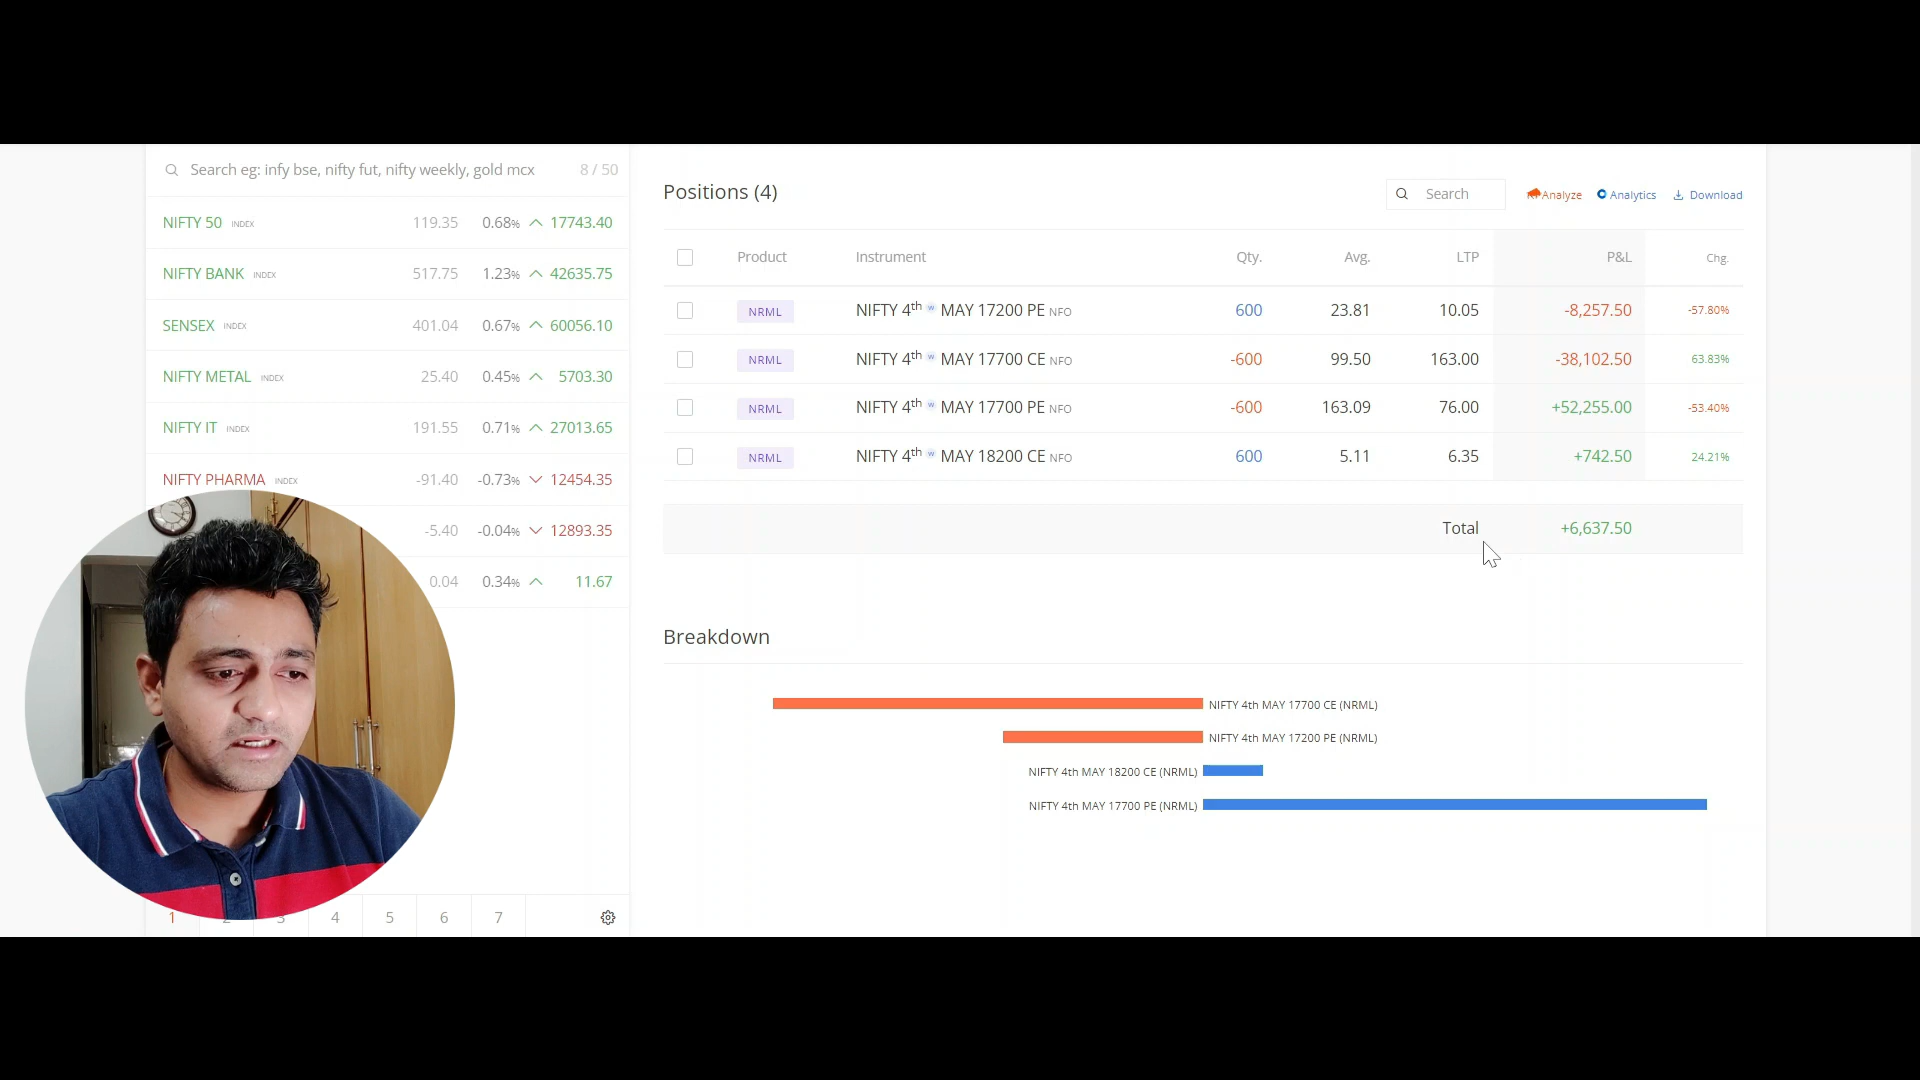 Search eg: infy bse, nifty fut, nifty weekly, gold mcx 8 / 50
NIFTY 50 INDEX 119.35 0.68% 17743.40
NIFTY BANK INDEX 517.75 1.23% 42635.75
SENSEX INDEX 401.04 0.67% 60056.10
NIFTY METAL INDEX 25.40 0.45% 5703.30
NIFTY IT INDEX 191.55 0.71% 27013.65
NIFTY PHARMA INDEX -91.40 -0.73% 12454.35
-5.40 -0.04% 12893.35
0.04 0.34% 11.67
1 2 3 4 5 6 7
Positions (4)
Search Analyze Analytics Download
Product Instrument Qty. Avg. LTP P&L Chg.
NRML NIFTY 4th w MAY 17200 PE NFO 600 23.81 10.05 -8,257.50 -57.80%
NRML NIFTY 4th w MAY 17700 CE NFO -600 99.50 163.00 -38,102.50 63.83%
NRML NIFTY 4th w MAY 17700 PE NFO -600 163.09 76.00 +52,255.00 -53.40%
NRML NIFTY 4th w MAY 18200 CE NFO 600 5.11 6.35 +742.50 24.21%
Total +6,637.50
Breakdown
NIFTY 4th MAY 17700 CE (NRML)
NIFTY 4th MAY 17200 PE (NRML)
NIFTY 4th MAY 18200 CE (NRML)
NIFTY 4th MAY 17700 PE (NRML)